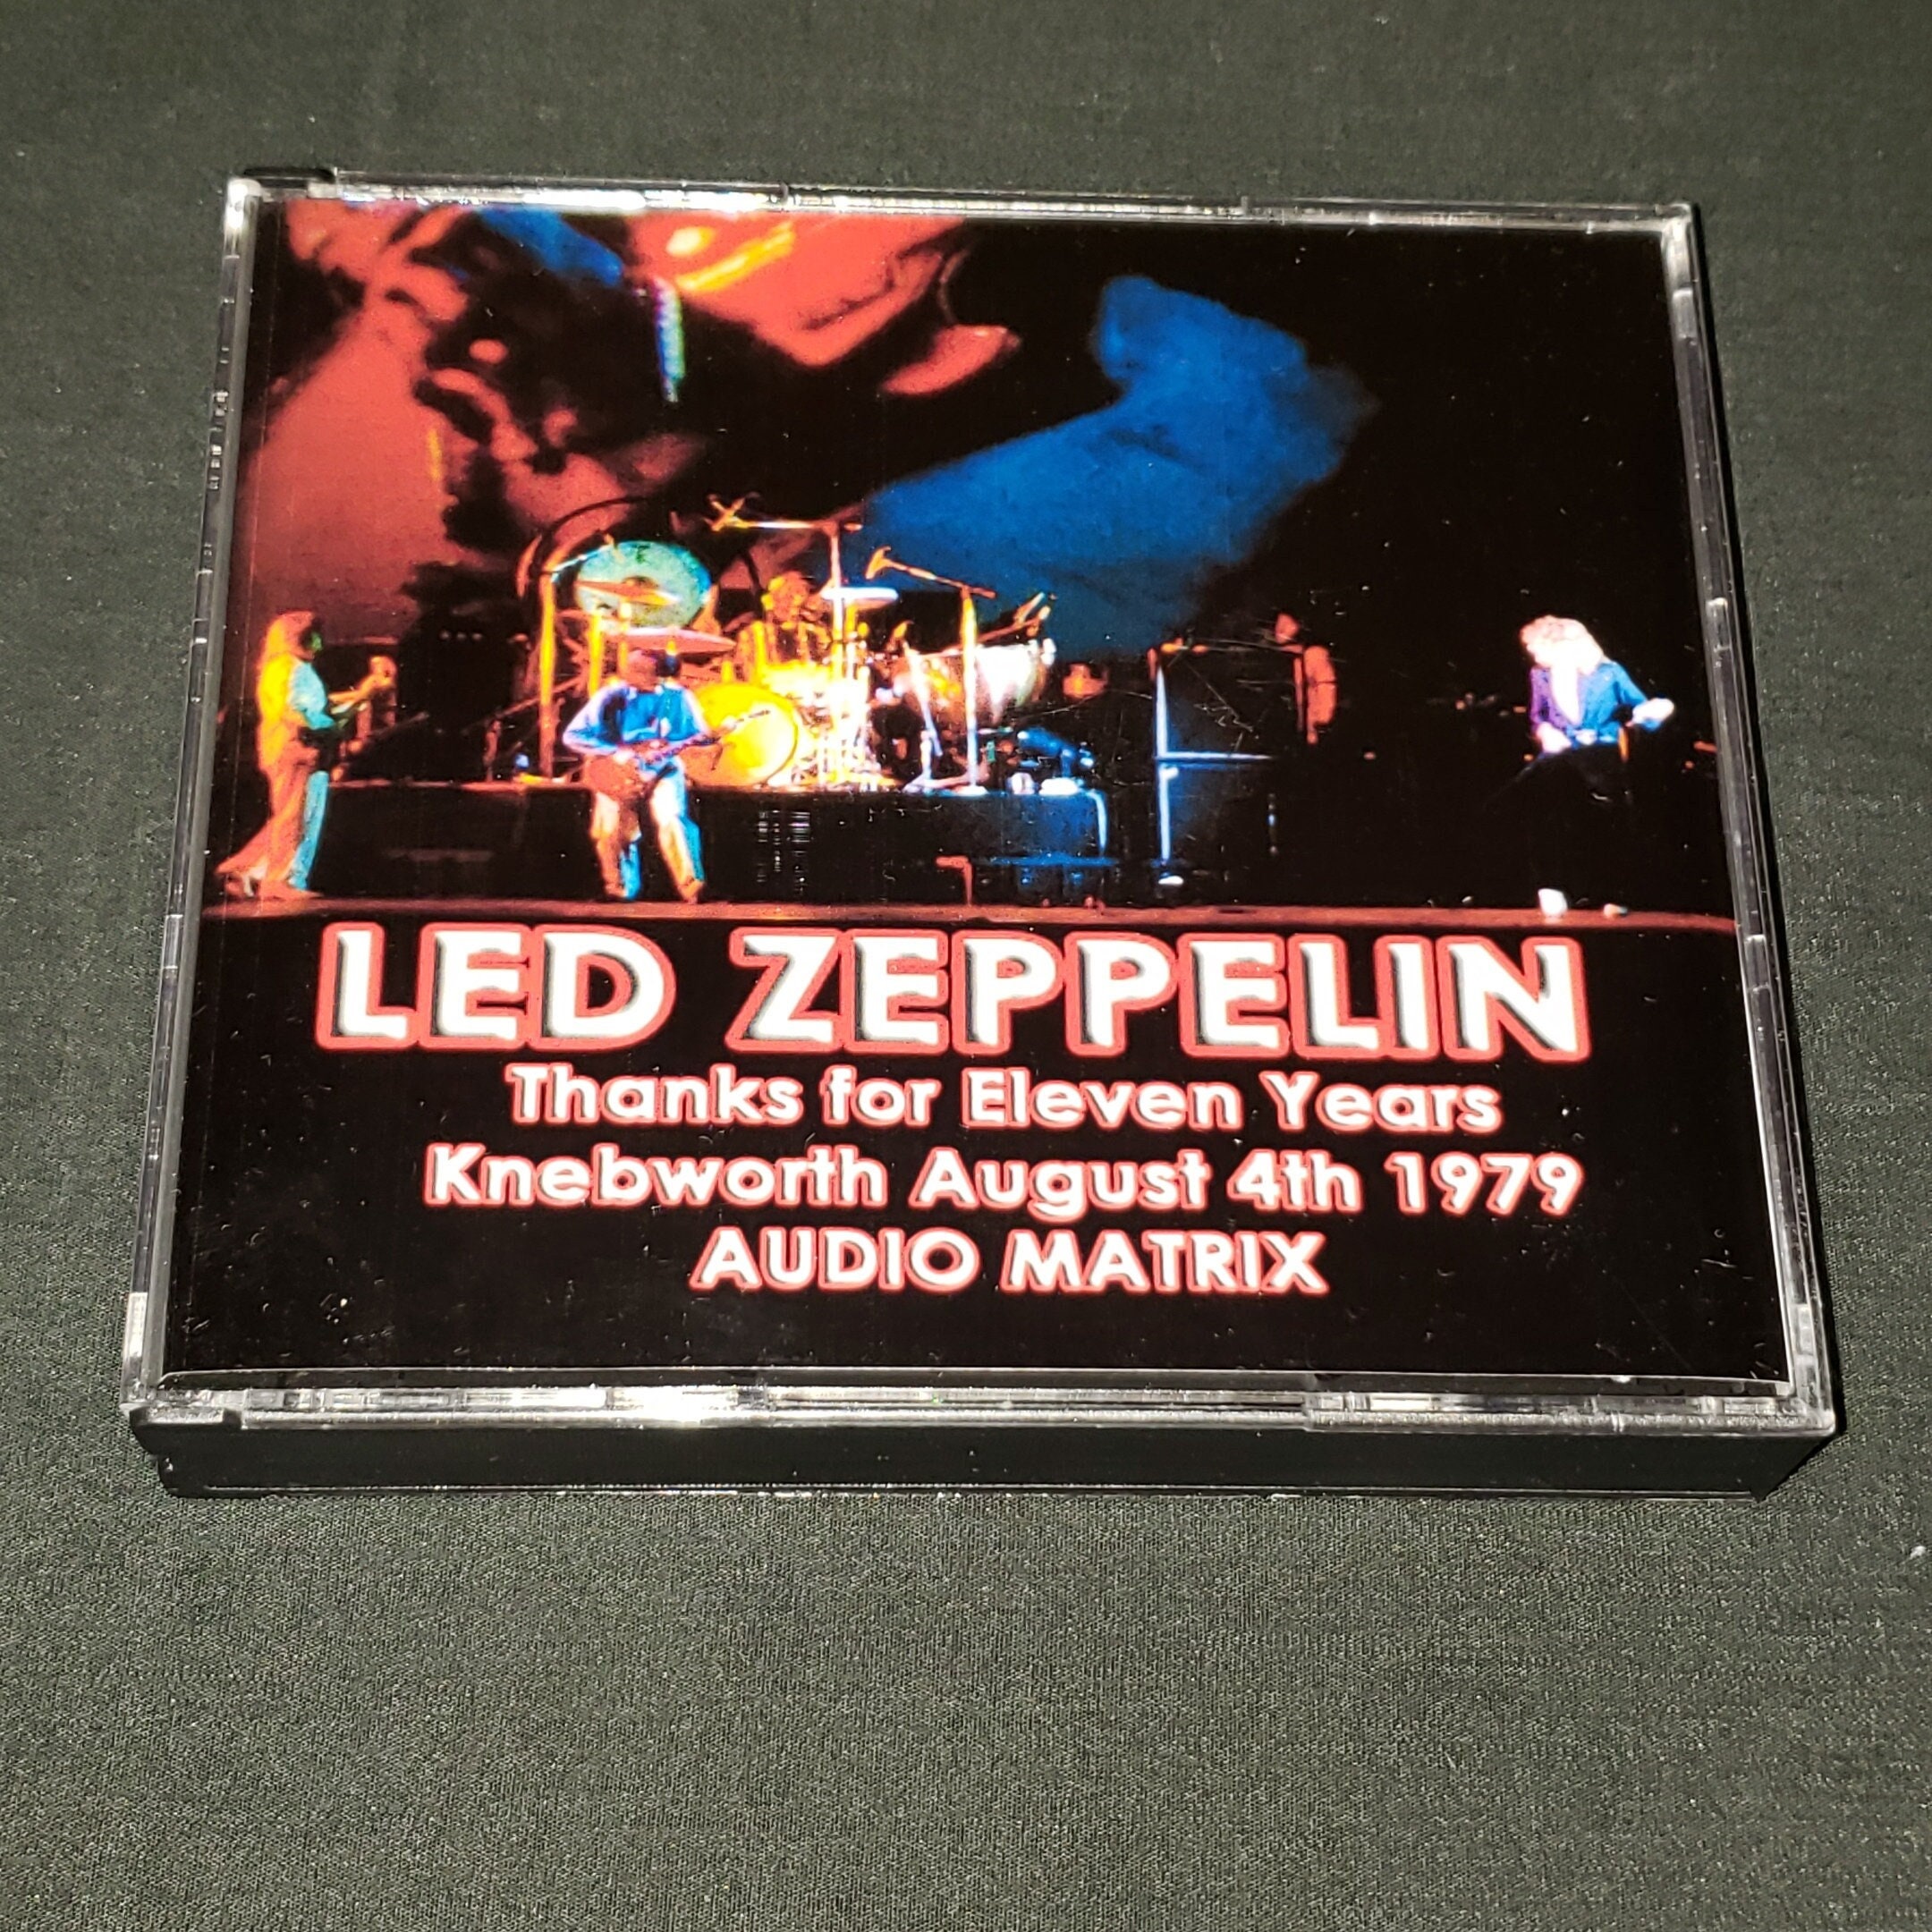 LED ZEPPELIN
Thanks for Eleven Years
Knebworth August 4th 1979
AUDIO MATRIX